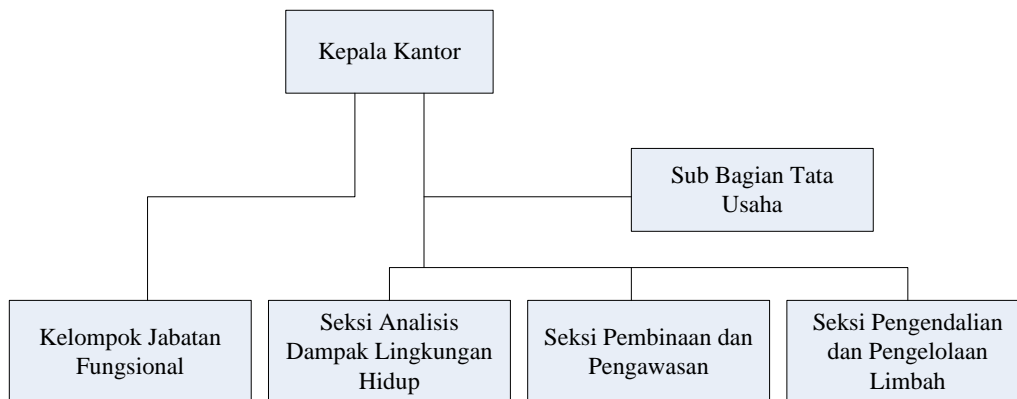 Kepala Kantor
Sub Bagian Tata
Usaha
Kelompok Jabatan
Fungsional
Seksi Analisis
Dampak Lingkungan
Hidup
Seksi Pembinaan dan
Pengawasan
Seksi Pengendalian
dan Pengelolaan
Limbah